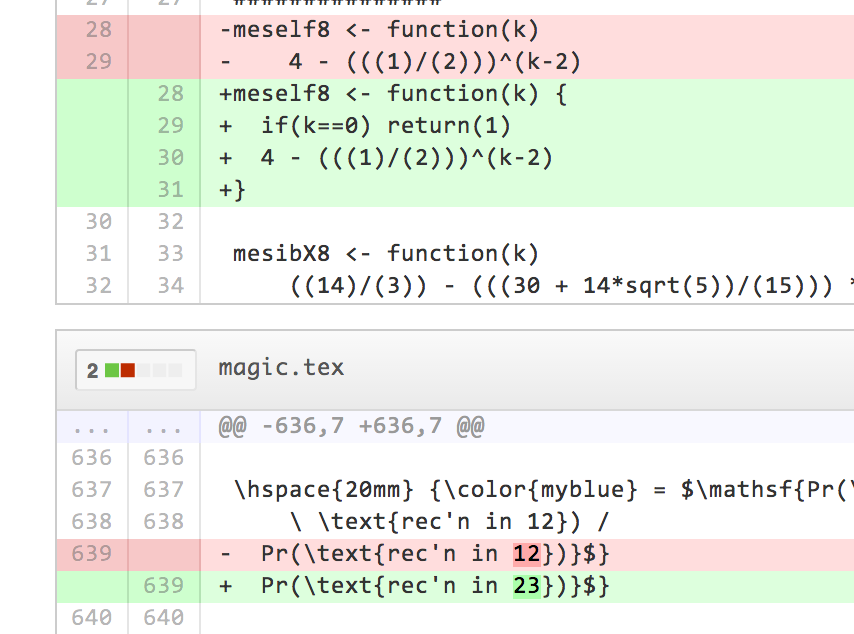 28 -meself8 <- function(k)
29 -    4 - (((1)/(2)))^(k-2)
28 +meself8 <- function(k) {
29 +  if(k==0) return(1)
30 +  4 - (((1)/(2)))^(k-2)
31 +}
30 32
31 33  mesibX8 <- function(k)
32 34      ((14)/(3)) - (((30 + 14*sqrt(5))/(15))) *
2 magic.tex
... ... @@ -636,7 +636,7 @@
636 636
637 637  \hspace{20mm} {\color{myblue} = $\mathsf{Pr(\
638 638      \ \text{rec'n in 12}) /
639 -  Pr(\text{rec'n in 12})}$}
639 +  Pr(\text{rec'n in 23})}$}
640 640